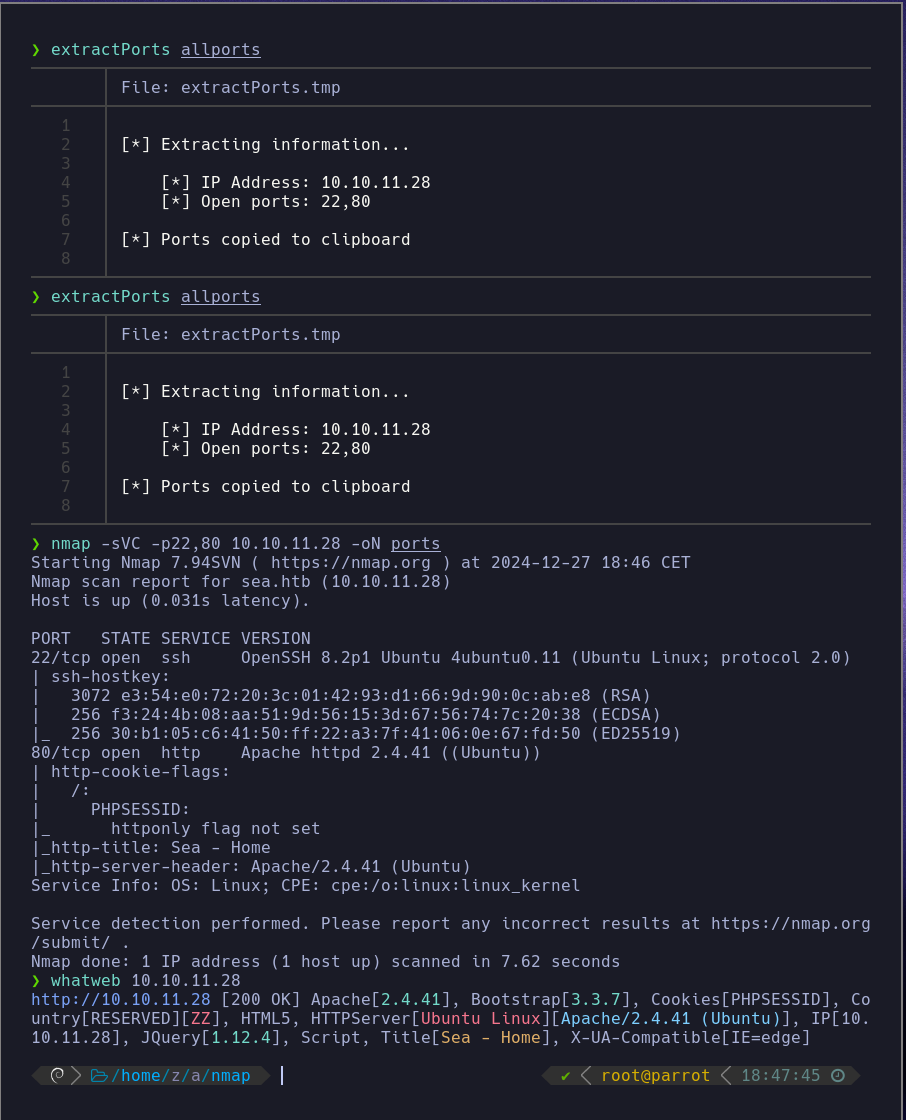 ❯ extractPorts allports
File: extractPorts.tmp
1
2 [*] Extracting information...
3
4 [*] IP Address: 10.10.11.28
5 [*] Open ports: 22,80
6
7 [*] Ports copied to clipboard
8
❯ extractPorts allports
File: extractPorts.tmp
1
2 [*] Extracting information...
3
4 [*] IP Address: 10.10.11.28
5 [*] Open ports: 22,80
6
7 [*] Ports copied to clipboard
8
❯ nmap -sVC -p22,80 10.10.11.28 -oN ports
Starting Nmap 7.94SVN ( https://nmap.org ) at 2024-12-27 18:46 CET
Nmap scan report for sea.htb (10.10.11.28)
Host is up (0.031s latency).
PORT   STATE SERVICE VERSION
22/tcp open  ssh     OpenSSH 8.2p1 Ubuntu 4ubuntu0.11 (Ubuntu Linux; protocol 2.0)
| ssh-hostkey:
|   3072 e3:54:e0:72:20:3c:01:42:93:d1:66:9d:90:0c:ab:e8 (RSA)
|   256 f3:24:4b:08:aa:51:9d:56:15:3d:67:56:74:7c:20:38 (ECDSA)
|_  256 30:b1:05:c6:41:50:ff:22:a3:7f:41:06:0e:67:fd:50 (ED25519)
80/tcp open  http    Apache httpd 2.4.41 ((Ubuntu))
| http-cookie-flags:
|   /:
|     PHPSESSID:
|_      httponly flag not set
|_http-title: Sea - Home
|_http-server-header: Apache/2.4.41 (Ubuntu)
Service Info: OS: Linux; CPE: cpe:/o:linux:linux_kernel
Service detection performed. Please report any incorrect results at https://nmap.org
/submit/ .
Nmap done: 1 IP address (1 host up) scanned in 7.62 seconds
❯ whatweb 10.10.11.28
http://10.10.11.28 [200 OK] Apache[2.4.41], Bootstrap[3.3.7], Cookies[PHPSESSID], Co
untry[RESERVED][ZZ], HTML5, HTTPServer[Ubuntu Linux][Apache/2.4.41 (Ubuntu)], IP[10.
10.11.28], JQuery[1.12.4], Script, Title[Sea - Home], X-UA-Compatible[IE=edge]
/home/z/a/nmap ✔ root@parrot 18:47:45